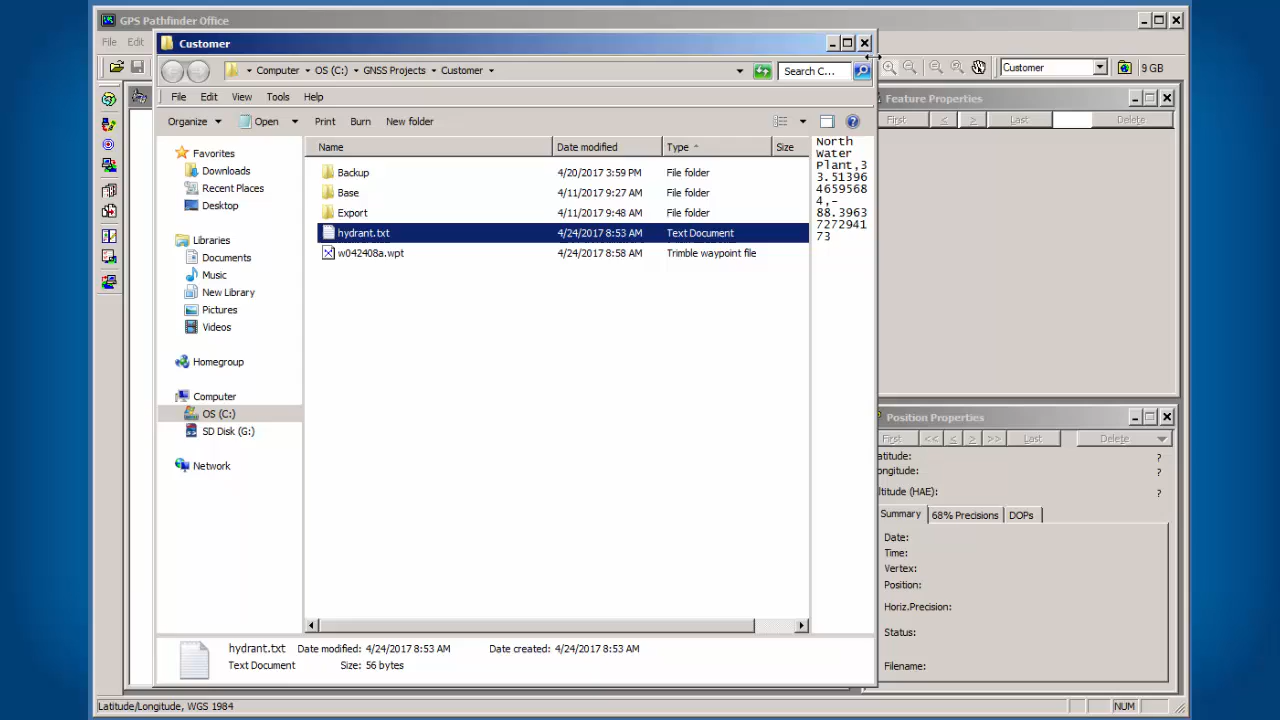 GPS Pathfinder Office
File Edit
Customer
Computer OS (C:) GNSS Projects Customer
Search C...
Customer
9 GB
File Edit View Tools Help
Organize Open Print Burn New folder
Feature Properties
First < > Last Delete
Name Date modified Type Size
Favorites
Downloads
Recent Places
Desktop
Libraries
Documents
Music
New Library
Pictures
Videos
Homegroup
Computer
OS (C:)
SD Disk (G:)
Network
Backup 4/20/2017 3:59 PM File folder
Base 4/11/2017 9:27 AM File folder
Export 4/11/2017 9:48 AM File folder
hydrant.txt 4/24/2017 8:53 AM Text Document
w042408a.wpt 4/24/2017 8:58 AM Trimble waypoint file
North
Water
Plant,3
3.51396
4659568
4,-
88.3963
7272941
73
Position Properties
First << < > >> Last Delete
atitude: ?
ongitude: ?
ltitude (HAE): ?
Summary 68% Precisions DOPs
Date:
Time:
Vertex:
Position:
Horiz.Precision:
Status:
Filename:
hydrant.txt Date modified: 4/24/2017 8:53 AM Date created: 4/24/2017 8:53 AM
Text Document Size: 56 bytes
Latitude/Longitude, WGS 1984
NUM